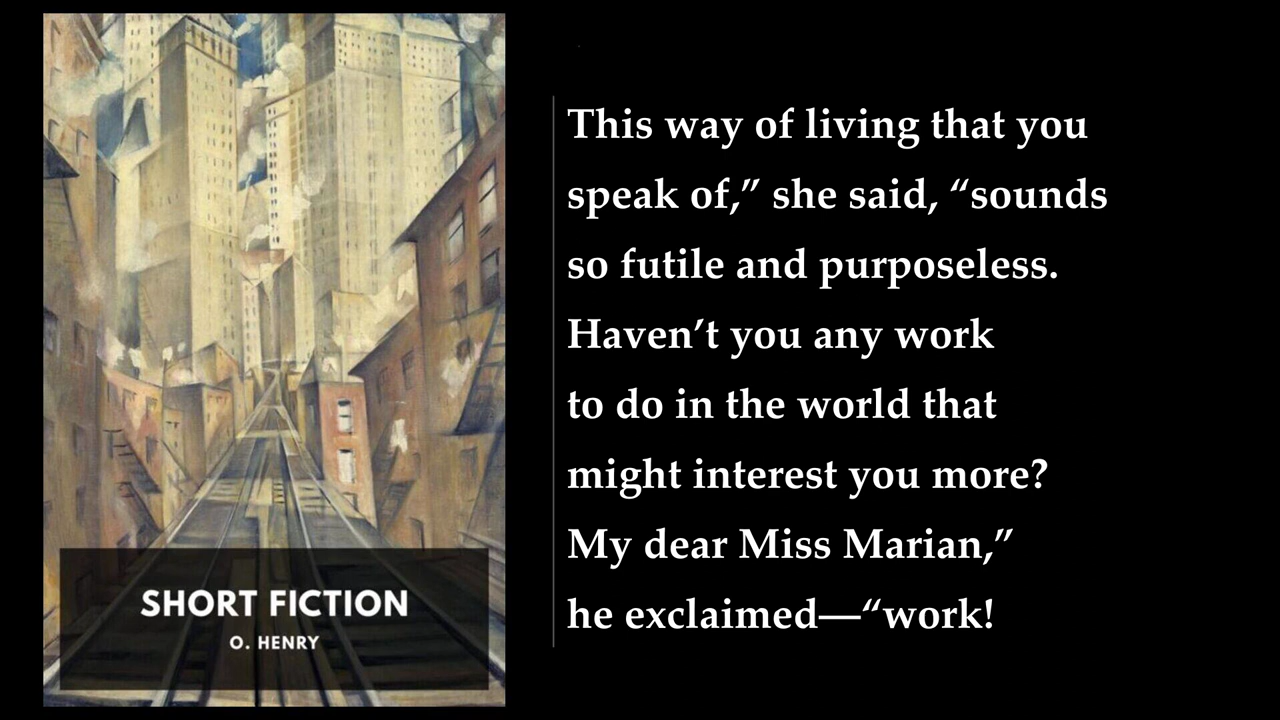 SHORT FICTION
O. HENRY
This way of living that you
speak of,” she said, “sounds
so futile and purposeless.
Haven’t you any work
to do in the world that
might interest you more?
My dear Miss Marian,”
he exclaimed—“work!